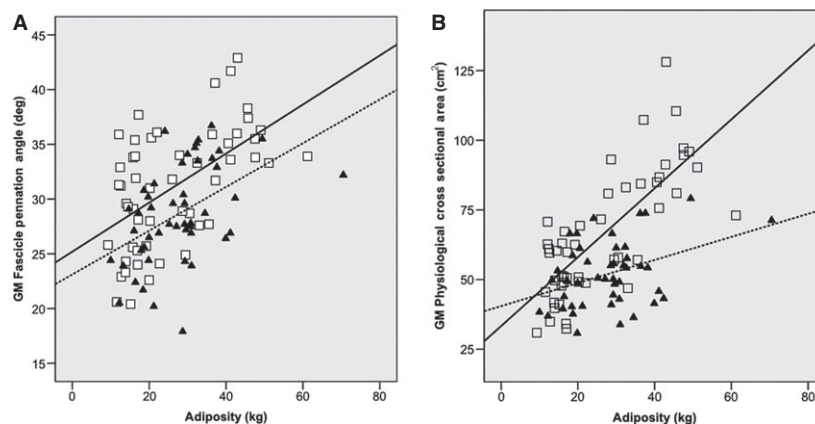 A
GM Fascicle pennation angle (deg)
45
40
35
30
25
20
15
0 20 40 60 80
Adiposity (kg)
B
GM Physiological cross sectional area (cm²)
125
100
75
50
25
0 20 40 60 80
Adiposity (kg)